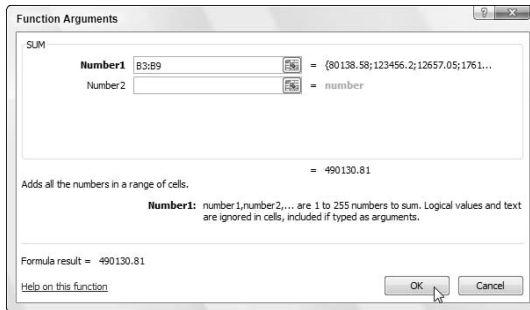 Function Arguments
SUM
Number1 B3:B9 = {80138.58;123456.2;12657.05;1761...
Number2 = number
= 490130.81
Adds all the numbers in a range of cells.
Number1: number1,number2,... are 1 to 255 numbers to sum. Logical values and text
are ignored in cells, included if typed as arguments.
Formula result = 490130.81
Help on this function OK Cancel